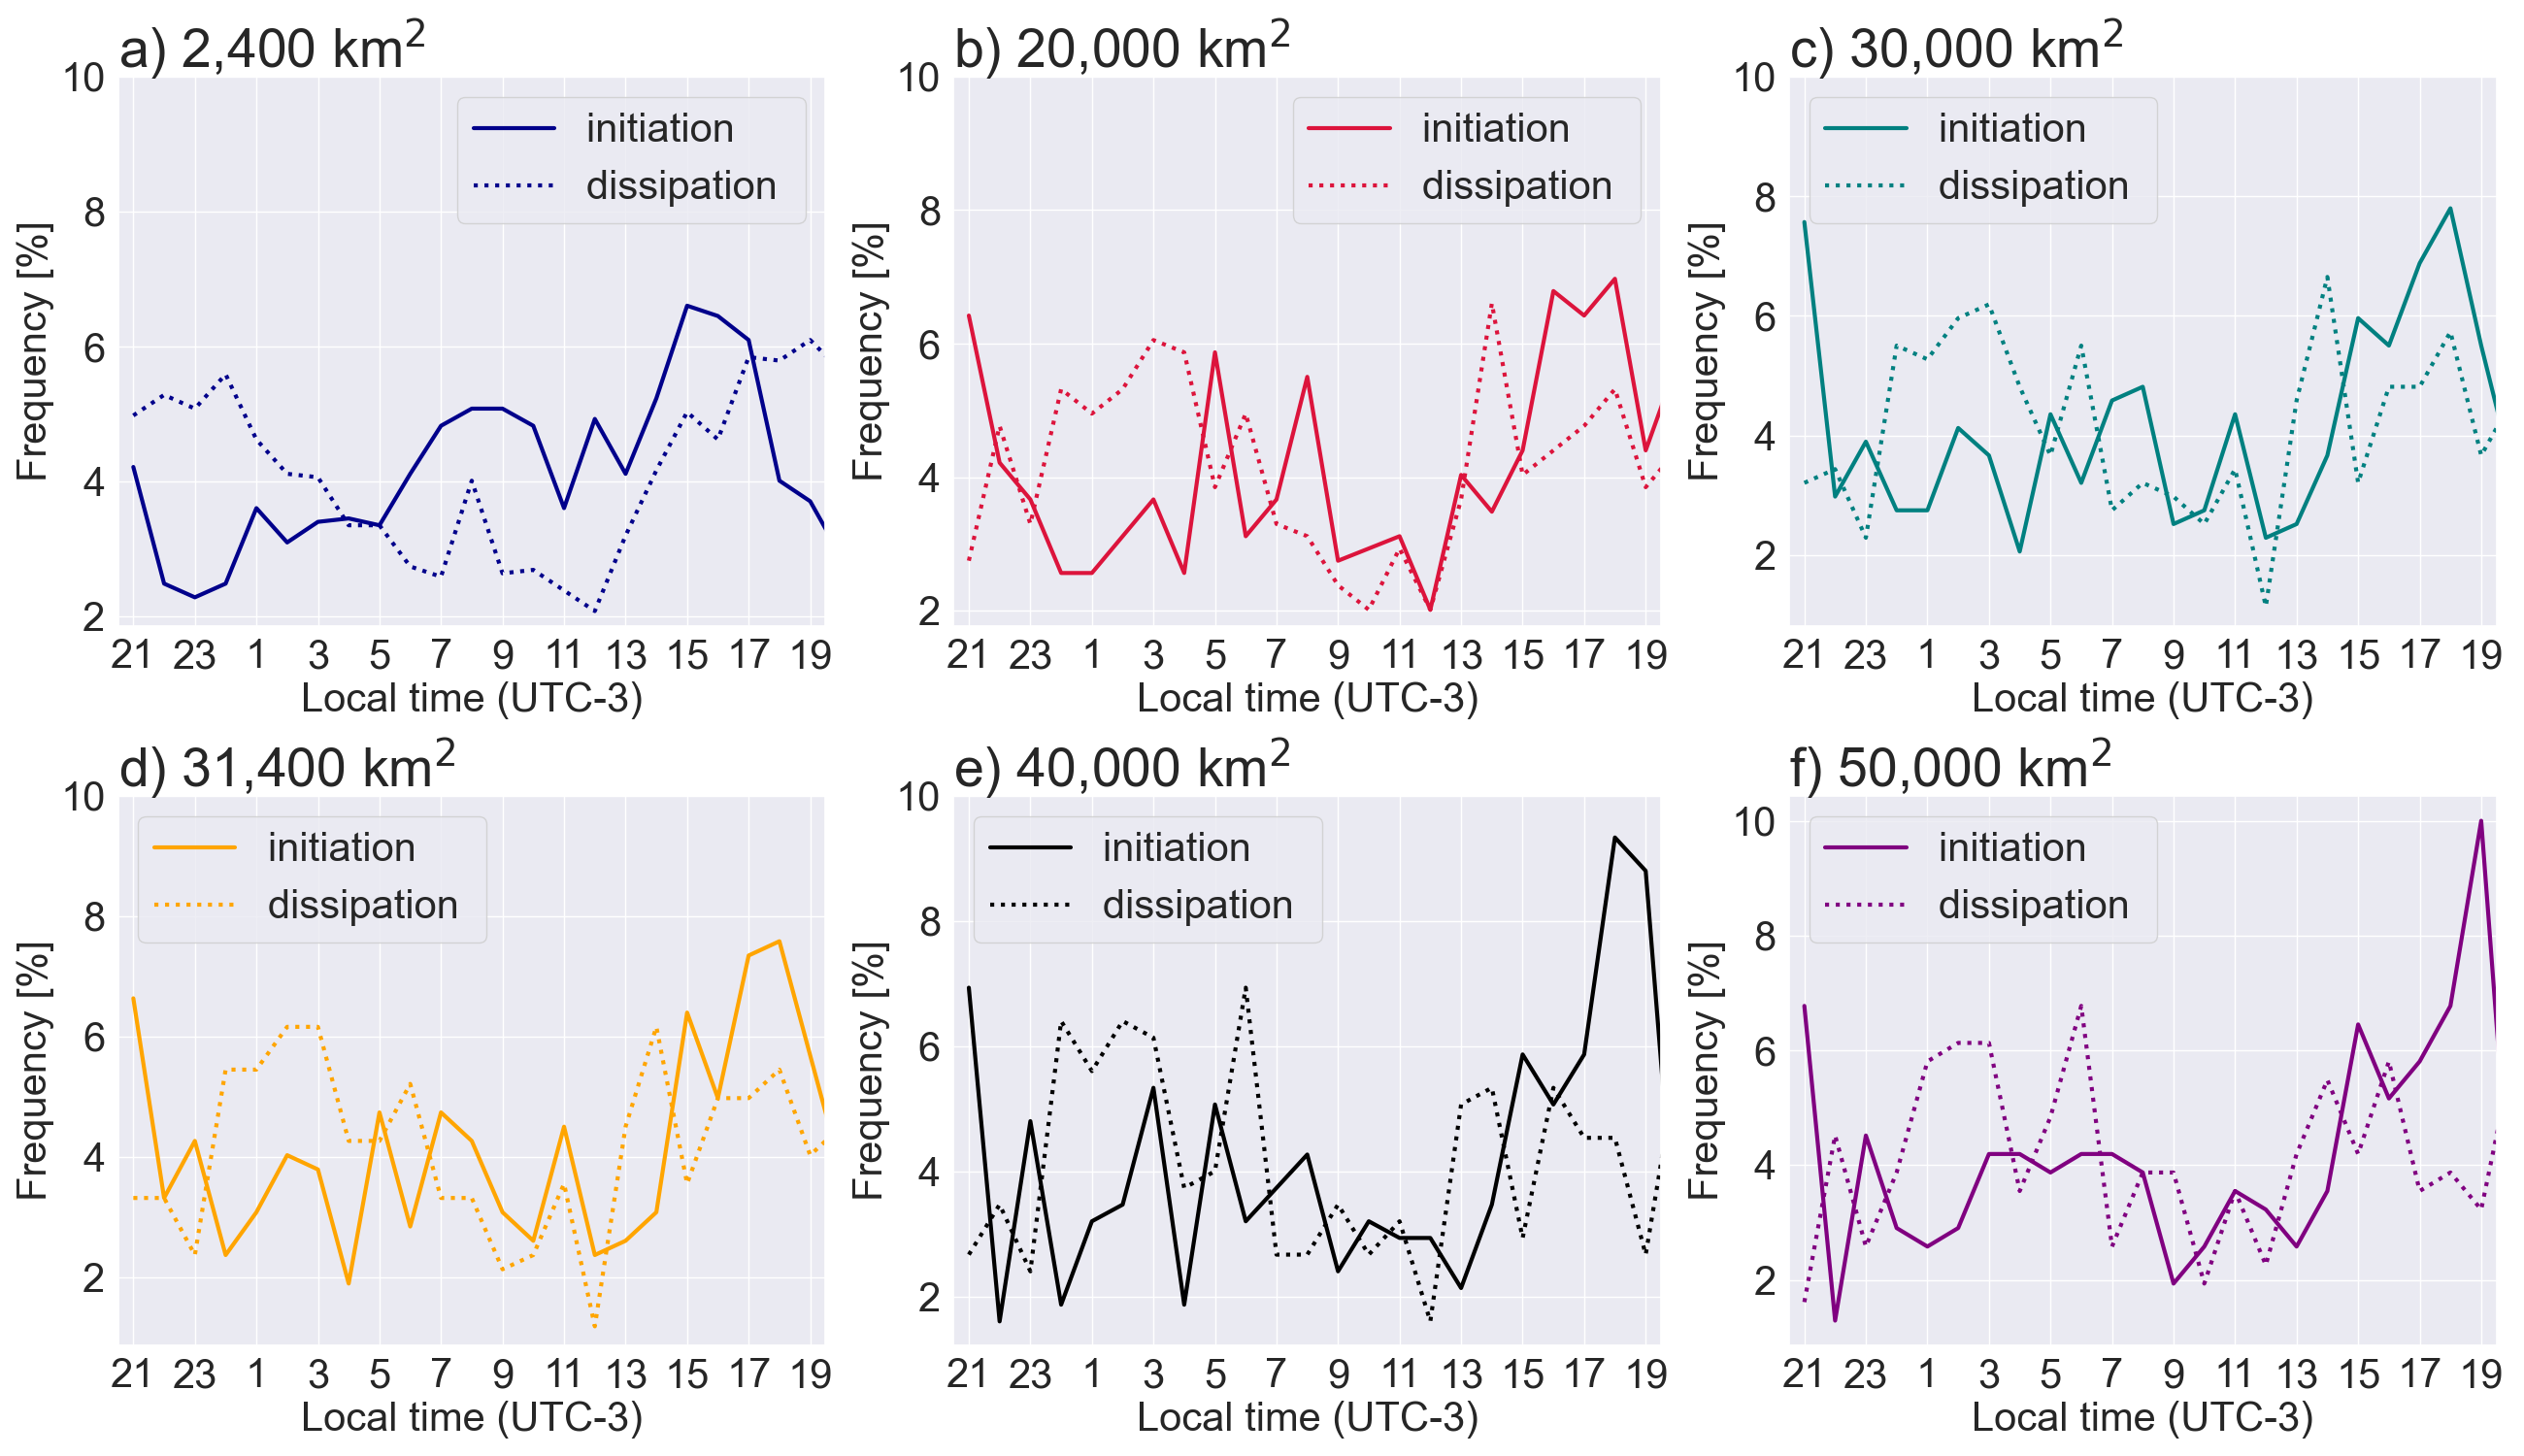 a) 2,400 km²
10
8
6
4
2
Frequency [%]
initiation
dissipation
21 23 1 3 5 7 9 11 13 15 17 19
Local time (UTC-3)
b) 20,000 km²
10
8
6
4
2
Frequency [%]
initiation
dissipation
21 23 1 3 5 7 9 11 13 15 17 19
Local time (UTC-3)
c) 30,000 km²
10
8
6
4
2
Frequency [%]
initiation
dissipation
21 23 1 3 5 7 9 11 13 15 17 19
Local time (UTC-3)
d) 31,400 km²
10
8
6
4
2
Frequency [%]
initiation
dissipation
21 23 1 3 5 7 9 11 13 15 17 19
Local time (UTC-3)
e) 40,000 km²
10
8
6
4
2
Frequency [%]
initiation
dissipation
21 23 1 3 5 7 9 11 13 15 17 19
Local time (UTC-3)
f) 50,000 km²
10
8
6
4
2
Frequency [%]
initiation
dissipation
21 23 1 3 5 7 9 11 13 15 17 19
Local time (UTC-3)